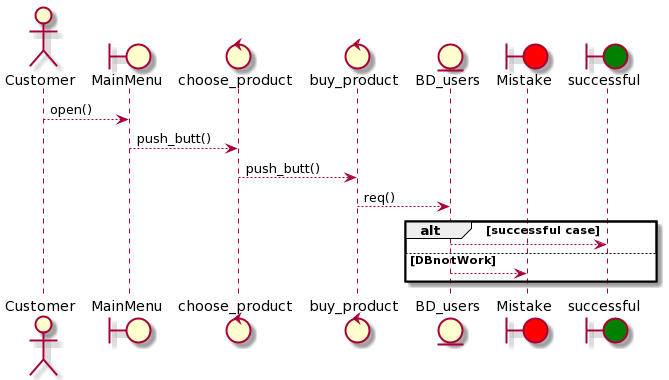 Customer MainMenu choose_product buy_product BD_users Mistake successful
open()
push_butt()
push_butt()
req()
alt [successful case]
[DBnotWork]
Customer MainMenu choose_product buy_product BD_users Mistake successful